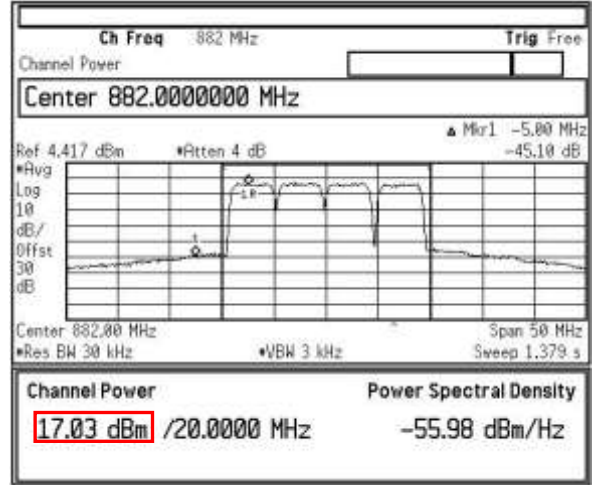 Ch Freq 882 MHz Trig Free
Channel Power
Center 882.0000000 MHz
Δ Mkr1 -5.00 MHz
Ref 4.417 dBm *Atten 4 dB -45.10 dB
*Avg
Log
10
dB/
Offst
30
dB
1R
1
Center 882.00 MHz Span 50 MHz
*Res BW 30 kHz *VBW 3 kHz Sweep 1.379 s
Channel Power Power Spectral Density
17.03 dBm /20.0000 MHz -55.98 dBm/Hz